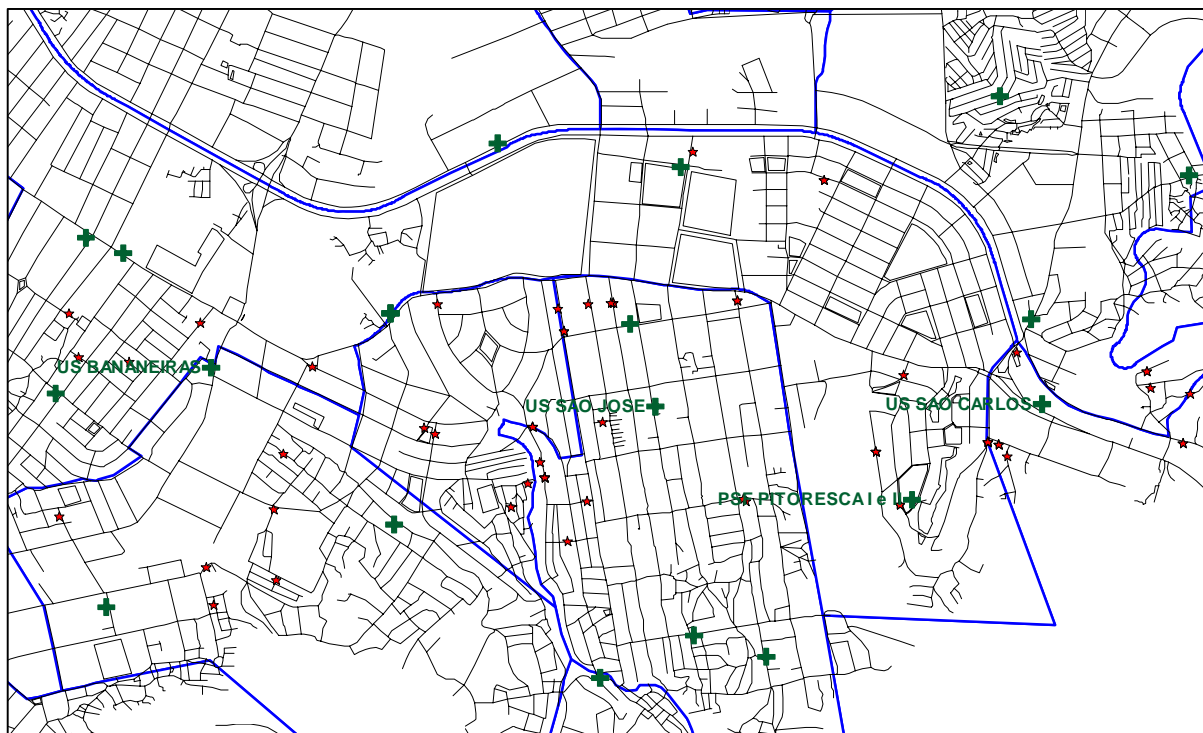 US BANANEIRAS
US SAO JOSE
US SAO CARLOS
PSF PITORESCA I e II